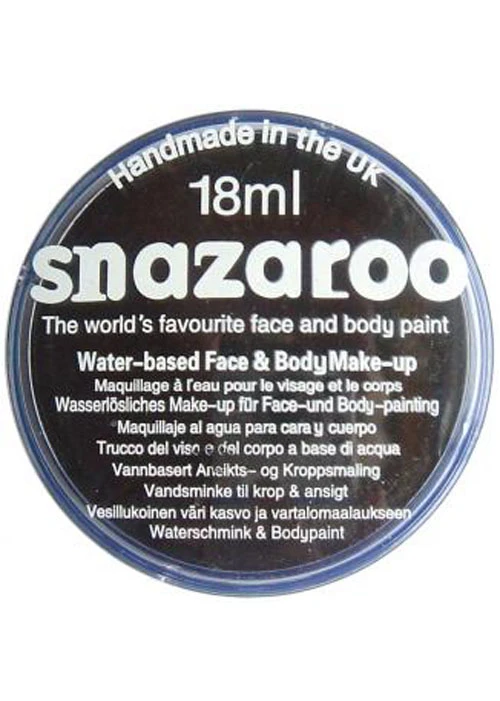 Handmade in the UK
18ml
snazaroo
The world's favourite face and body paint
Water-based Face & Body Make-up
Maquillage à l'eau pour le visage et le corps
Wasserlösliches Make-up für Face-und Body-painting
Maquillaje al agua para cara y cuerpo
Trucco del viso e del corpo a base di acqua
Vannbasert Ansikts- og Kroppsmaling
Vandsminke til krop & ansigt
Vesiliukoinen väri kasvo ja vartalomaalaukseen
Waterschmink & Bodypaint